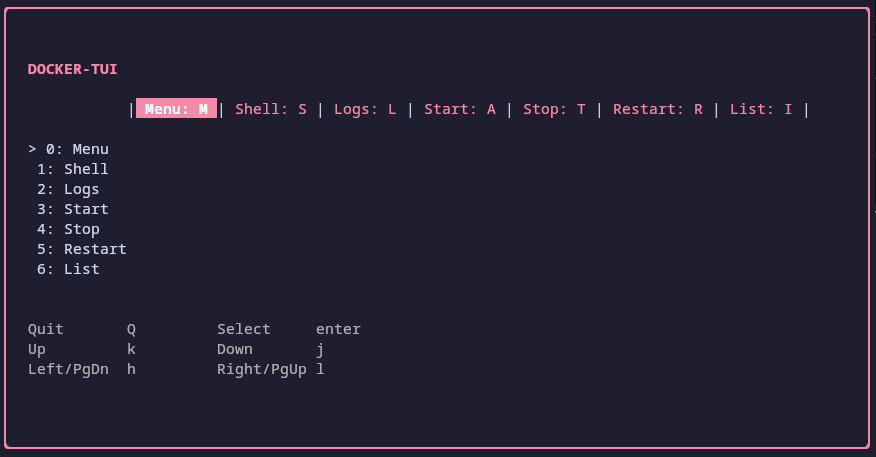 DOCKER-TUI
| Menu: M | Shell: S | Logs: L | Start: A | Stop: T | Restart: R | List: I |
> 0: Menu
1: Shell
2: Logs
3: Start
4: Stop
5: Restart
6: List
Quit Q Select enter
Up k Down j
Left/PgDn h Right/PgUp l